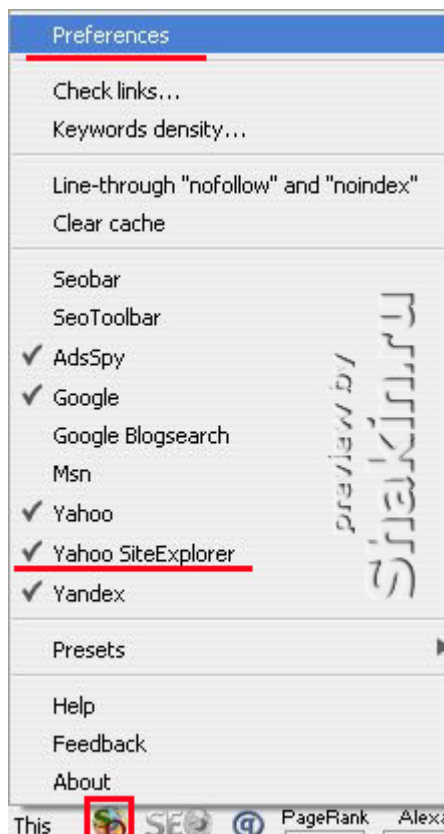 Preferences
Check links...
Keywords density...
Line-through "nofollow" and "noindex"
Clear cache
Seobar
SeoToolbar
AdsSpy
Google
Google Blogsearch
Msn
Yahoo
Yahoo SiteExplorer
Yandex
Presets
Help
Feedback
About
preview by
Shakin.ru
This
SEO
PageRank